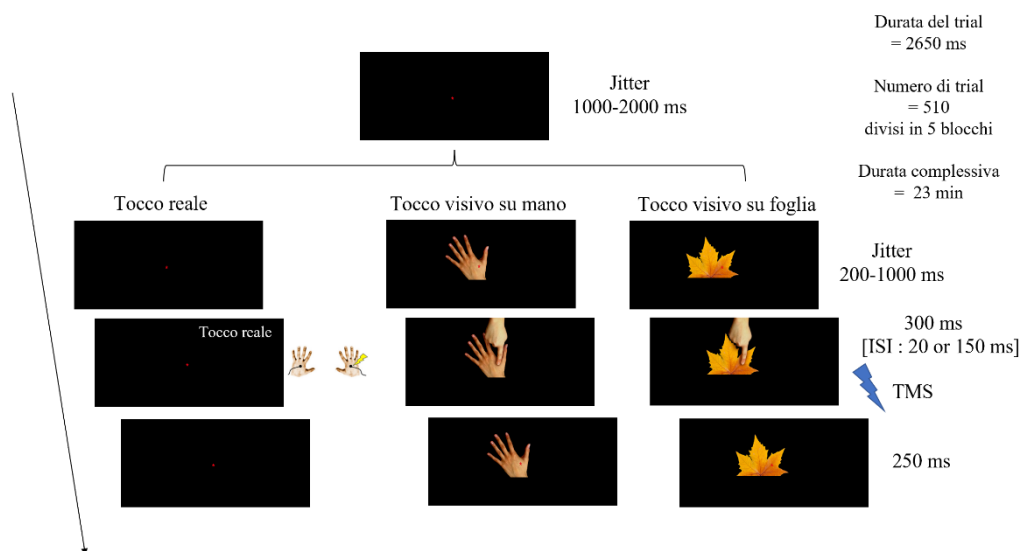 Durata del trial
= 2650 ms
Jitter
1000-2000 ms
Numero di trial
= 510
divisi in 5 blocchi
Durata complessiva
= 23 min
Tocco reale
Tocco visivo su mano
Tocco visivo su foglia
Jitter
200-1000 ms
Tocco reale
300 ms
[ISI : 20 or 150 ms]
TMS
250 ms